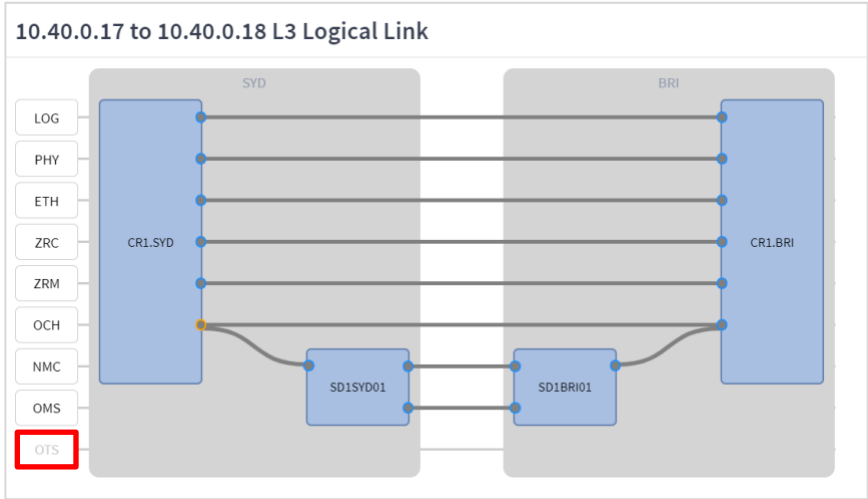 10.40.0.17 to 10.40.0.18 L3 Logical Link
SYD
BRI
LOG
PHY
ETH
ZRC
CR1.SYD
CR1.BRI
ZRM
OCH
NMC
SD1SYD01
SD1BRI01
OMS
OTS